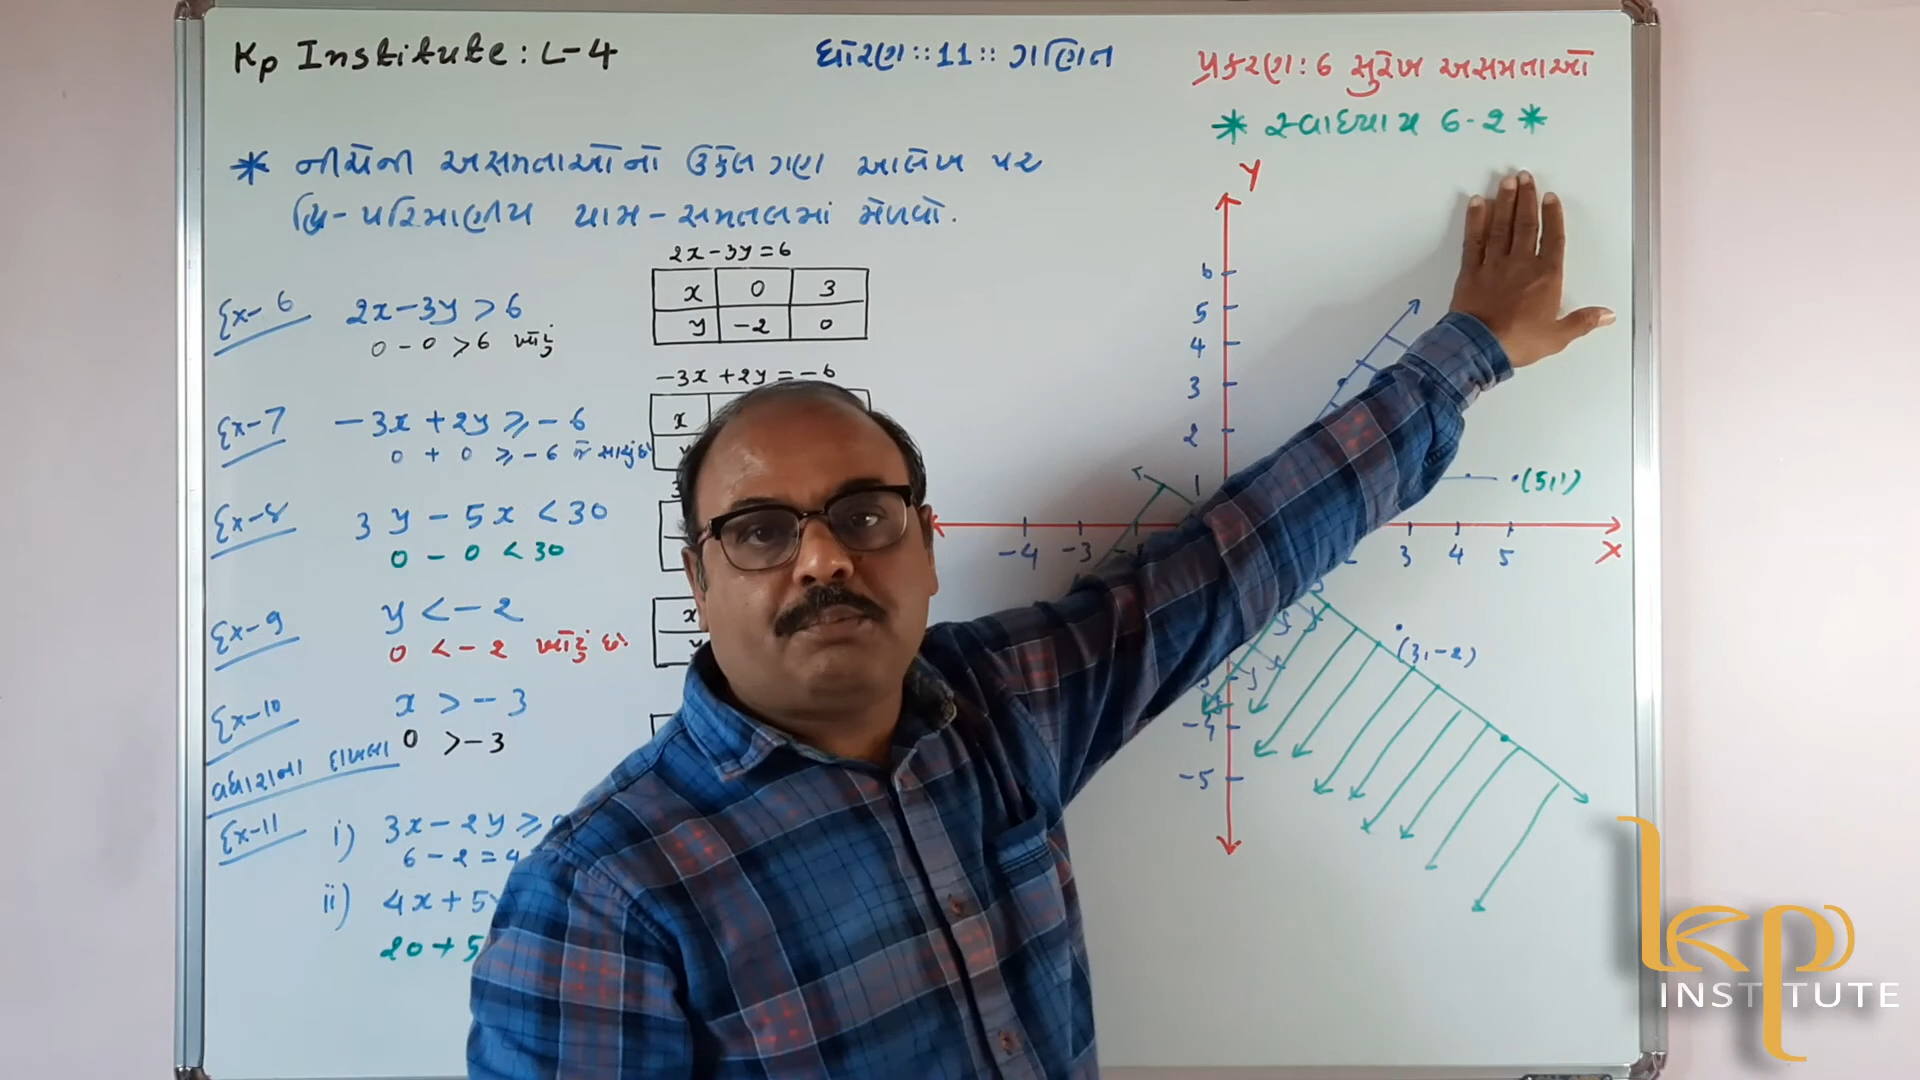 Kp Institute: L-4
ધોરણ::11:: ગણિત
પ્રકરણ: 6 સુરેખ અસમતાઓ
* સ્વાધ્યાય 6.2 *
* નીચેની અસમતાઓનો ઉકેલ ગણ આલેખ પર
દ્વિ-પરિમાણીય યામ-સમતલમાં મેળવો.
2x-3y=6
x 0 3
y -2 0
Ex-6 2x-3y>6
0-0>6 ખોટું
-3x+2y=-6
x
Ex-7 -3x+2y≥-6
0+0≥-6
Ex-8 3y-5x<30
0-0<30
Ex-9 y<-2
0<-2 ખોટું છે.
x
Ex-10 x>-3
0>-3
વધારાના દાખલા
Ex-11 i) 3x-2y≥
6-2=4
ii) 4x+5y
20+5
Y
6
5
4
3
2
1
(5,1)
-4 -3 3 4 5
X
(3,-2)
-4
-5
kp
INSTITUTE